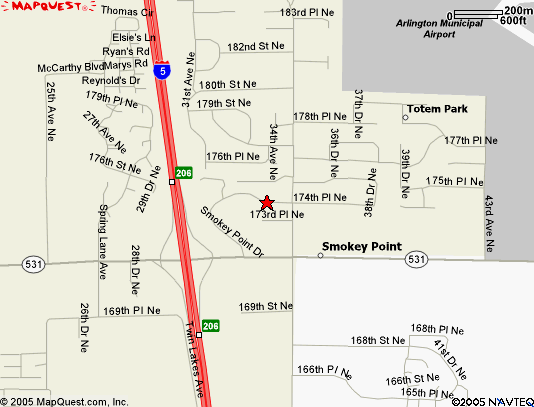 MAPQUEST
Thomas Cir
183rd Pl Ne
200m
600ft
Arlington Municipal
Airport
Elsie's Ln
182nd St Ne
Ryan's Rd
McCarthy Blvd
Marys Rd
5
31st Ave Ne
Reynold's Dr
180th St Ne
25th Ave Ne
179th Pl Ne
179th St Ne
37th Dr Ne
Totem Park
27th Ave Ne
34th Ave Ne
178th Pl Ne
36th Dr Ne
177th Pl Ne
176th St Ne
176th Pl Ne
39th Dr Ne
206
29th Dr Ne
175th Pl Ne
174th Pl Ne
38th Dr Ne
43rd Ave Ne
Spring Lane Ave
Smokey Point Dr
173rd Pl Ne
28th Dr Ne
Smokey Point
531
531
26th Dr Ne
169th Pl Ne
169th St Ne
206
Twin Lakes Ave
168th Pl Ne
168th St Ne
41st Dr Ne
166th Pl Ne
166th St Ne
165th Pl Ne
© 2005 MapQuest.com, Inc.
©2005 NAVTEQ